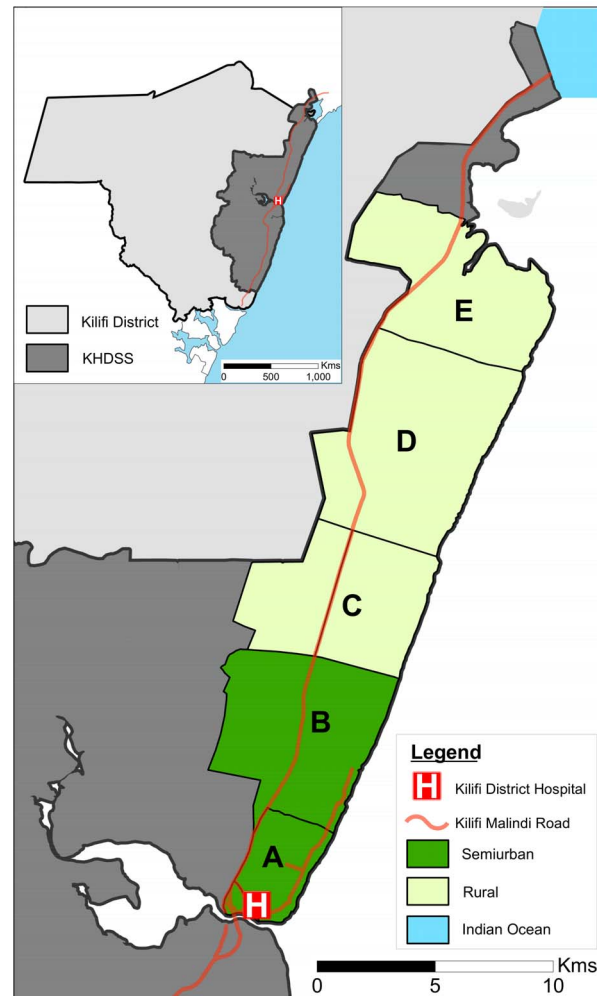 H
Kilifi District
KHDSS
Kms
0 500 1,000
E
D
C
B
A
H
Legend
H Kilifi District Hospital
Kilifi Malindi Road
Semiurban
Rural
Indian Ocean
Kms
0 5 10